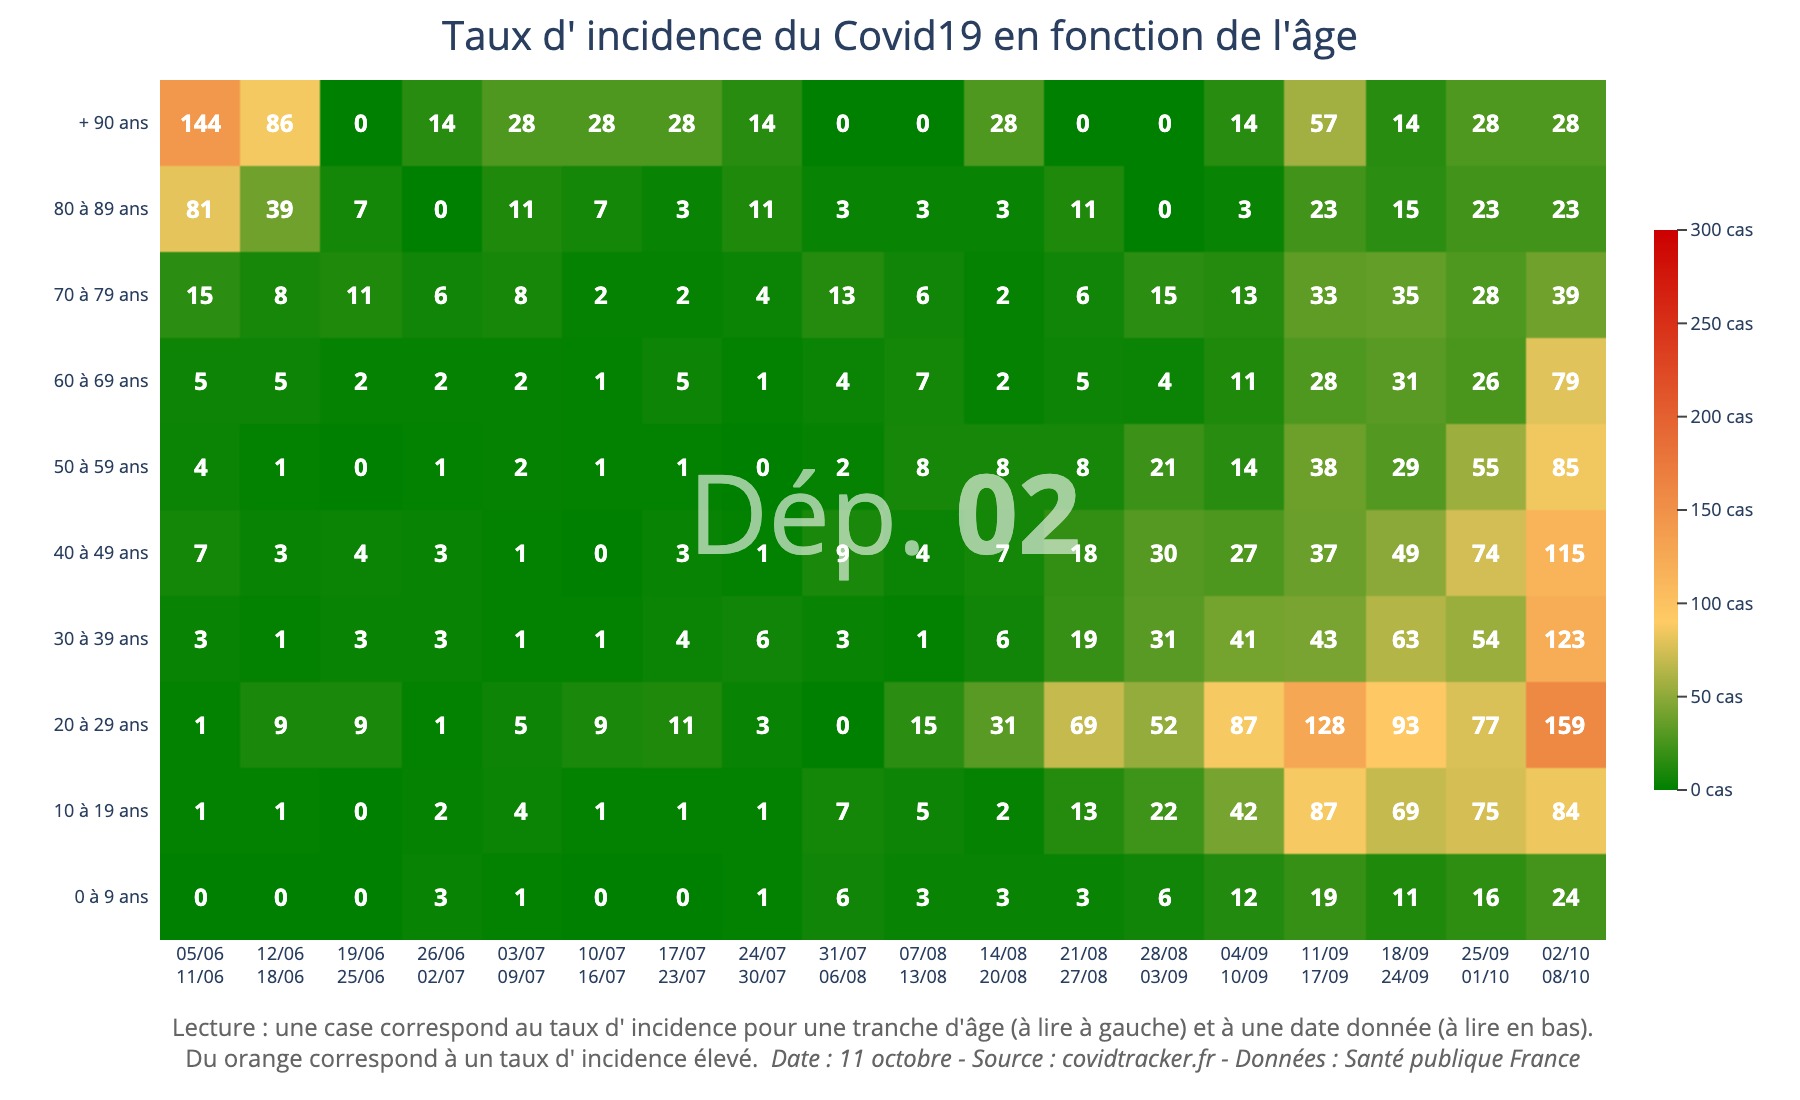 Taux d' incidence du Covid19 en fonction de l'âge
+ 90 ans 144 86 0 14 28 28 28 14 0 0 28 0 0 14 57 14 28 28
80 à 89 ans 81 39 7 0 11 7 3 11 3 3 3 11 0 3 23 15 23 23
70 à 79 ans 15 8 11 6 8 2 2 4 13 6 2 6 15 13 33 35 28 39
60 à 69 ans 5 5 2 2 2 1 5 1 4 7 2 5 4 11 28 31 26 79
50 à 59 ans 4 1 0 1 2 1 1 0 2 8 8 8 21 14 38 29 55 85
Dép. 02
40 à 49 ans 7 3 4 3 1 0 3 1 9 4 7 18 30 27 37 49 74 115
30 à 39 ans 3 1 3 3 1 1 4 6 3 1 6 19 31 41 43 63 54 123
20 à 29 ans 1 9 9 1 5 9 11 3 0 15 31 69 52 87 128 93 77 159
10 à 19 ans 1 1 0 2 4 1 1 1 7 5 2 13 22 42 87 69 75 84
0 à 9 ans 0 0 0 3 1 0 0 1 6 3 3 3 6 12 19 11 16 24
05/06 12/06 19/06 26/06 03/07 10/07 17/07 24/07 31/07 07/08 14/08 21/08 28/08 04/09 11/09 18/09 25/09 02/10
11/06 18/06 25/06 02/07 09/07 16/07 23/07 30/07 06/08 13/08 20/08 27/08 03/09 10/09 17/09 24/09 01/10 08/10
300 cas
250 cas
200 cas
150 cas
100 cas
50 cas
0 cas
Lecture : une case correspond au taux d' incidence pour une tranche d'âge (à lire à gauche) et à une date donnée (à lire en bas).
Du orange correspond à un taux d' incidence élevé. Date : 11 octobre - Source : covidtracker.fr - Données : Santé publique France